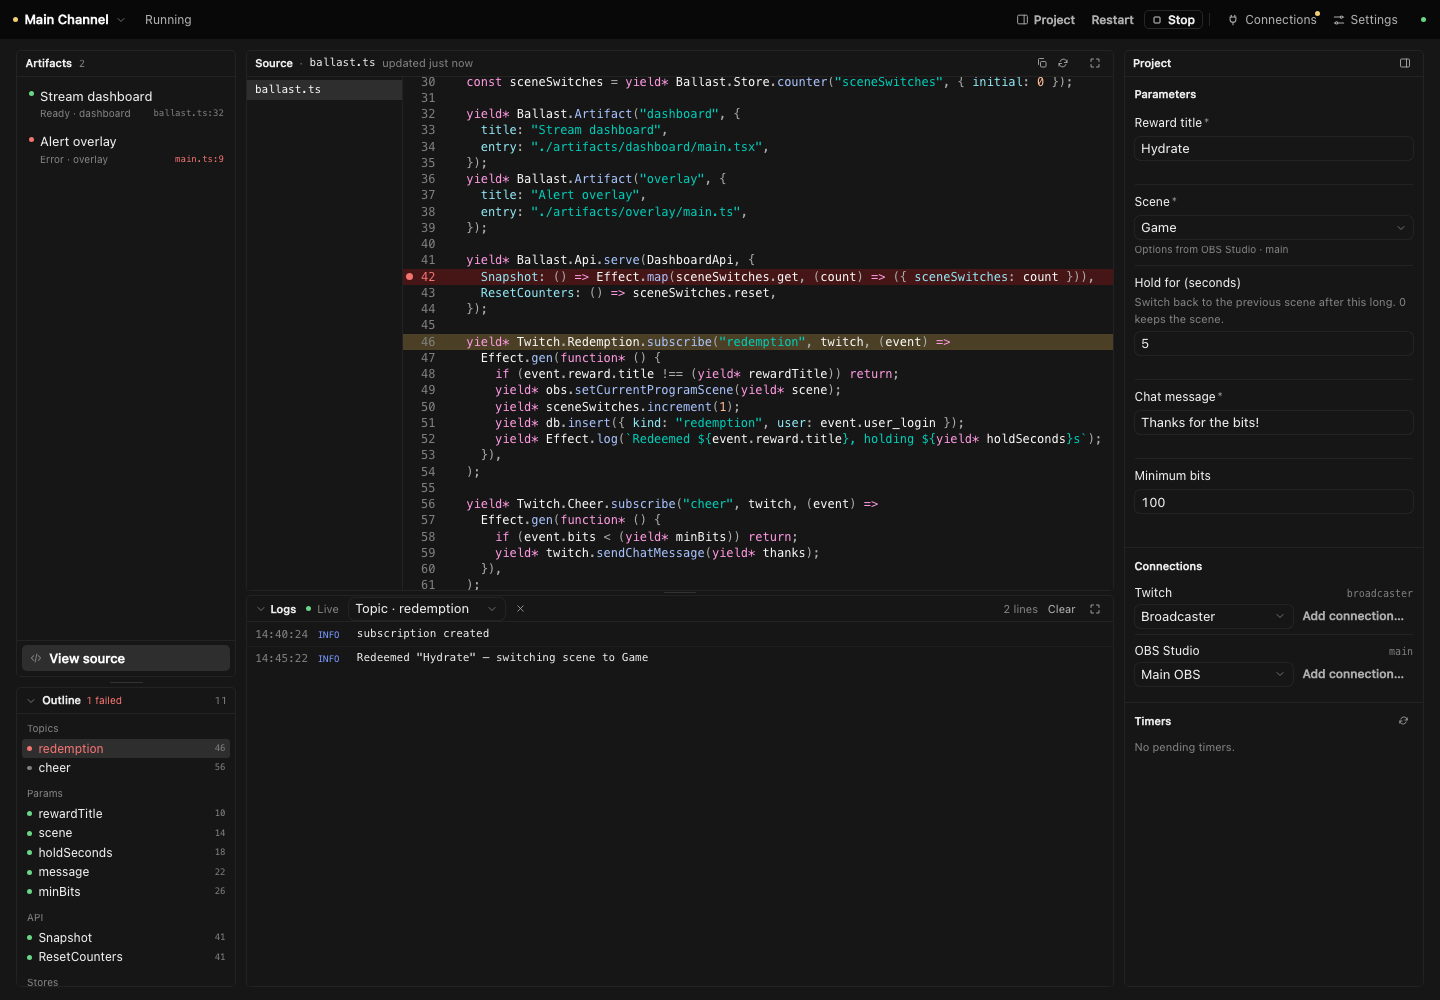 Main Channel
Running
Project
Restart
Stop
Connections
Settings
Artifacts 2
Stream dashboard
Ready · dashboard ballast.ts:32
Alert overlay
Error · overlay main.ts:9
View source
Outline 1 failed 11
Topics
redemption 46
cheer 56
Params
rewardTitle 10
scene 14
holdSeconds 18
message 22
minBits 26
API
Snapshot 41
ResetCounters 41
Stores
Source · ballast.ts updated just now
ballast.ts
30 const sceneSwitches = yield* Ballast.Store.counter("sceneSwitches", { initial: 0 });
31
32 yield* Ballast.Artifact("dashboard", {
33 title: "Stream dashboard",
34 entry: "./artifacts/dashboard/main.tsx",
35 });
36 yield* Ballast.Artifact("overlay", {
37 title: "Alert overlay",
38 entry: "./artifacts/overlay/main.ts",
39 });
40
41 yield* Ballast.Api.serve(DashboardApi, {
42 Snapshot: () => Effect.map(sceneSwitches.get, (count) => ({ sceneSwitches: count })),
43 ResetCounters: () => sceneSwitches.reset,
44 });
45
46 yield* Twitch.Redemption.subscribe("redemption", twitch, (event) =>
47 Effect.gen(function* () {
48 if (event.reward.title !== (yield* rewardTitle)) return;
49 yield* obs.setCurrentProgramScene(yield* scene);
50 yield* sceneSwitches.increment(1);
51 yield* db.insert({ kind: "redemption", user: event.user_login });
52 yield* Effect.log(`Redeemed ${event.reward.title}, holding ${yield* holdSeconds}s`);
53 }),
54 );
55
56 yield* Twitch.Cheer.subscribe("cheer", twitch, (event) =>
57 Effect.gen(function* () {
58 if (event.bits < (yield* minBits)) return;
59 yield* twitch.sendChatMessage(yield* thanks);
60 }),
61 );
Logs Live Topic · redemption 2 lines Clear
14:40:24 INFO subscription created
14:45:22 INFO Redeemed "Hydrate" — switching scene to Game
Project
Parameters
Reward title *
Hydrate
Scene *
Game
Options from OBS Studio · main
Hold for (seconds)
Switch back to the previous scene after this long. 0
keeps the scene.
5
Chat message *
Thanks for the bits!
Minimum bits
100
Connections
Twitch broadcaster
Broadcaster Add connection...
OBS Studio main
Main OBS Add connection...
Timers
No pending timers.